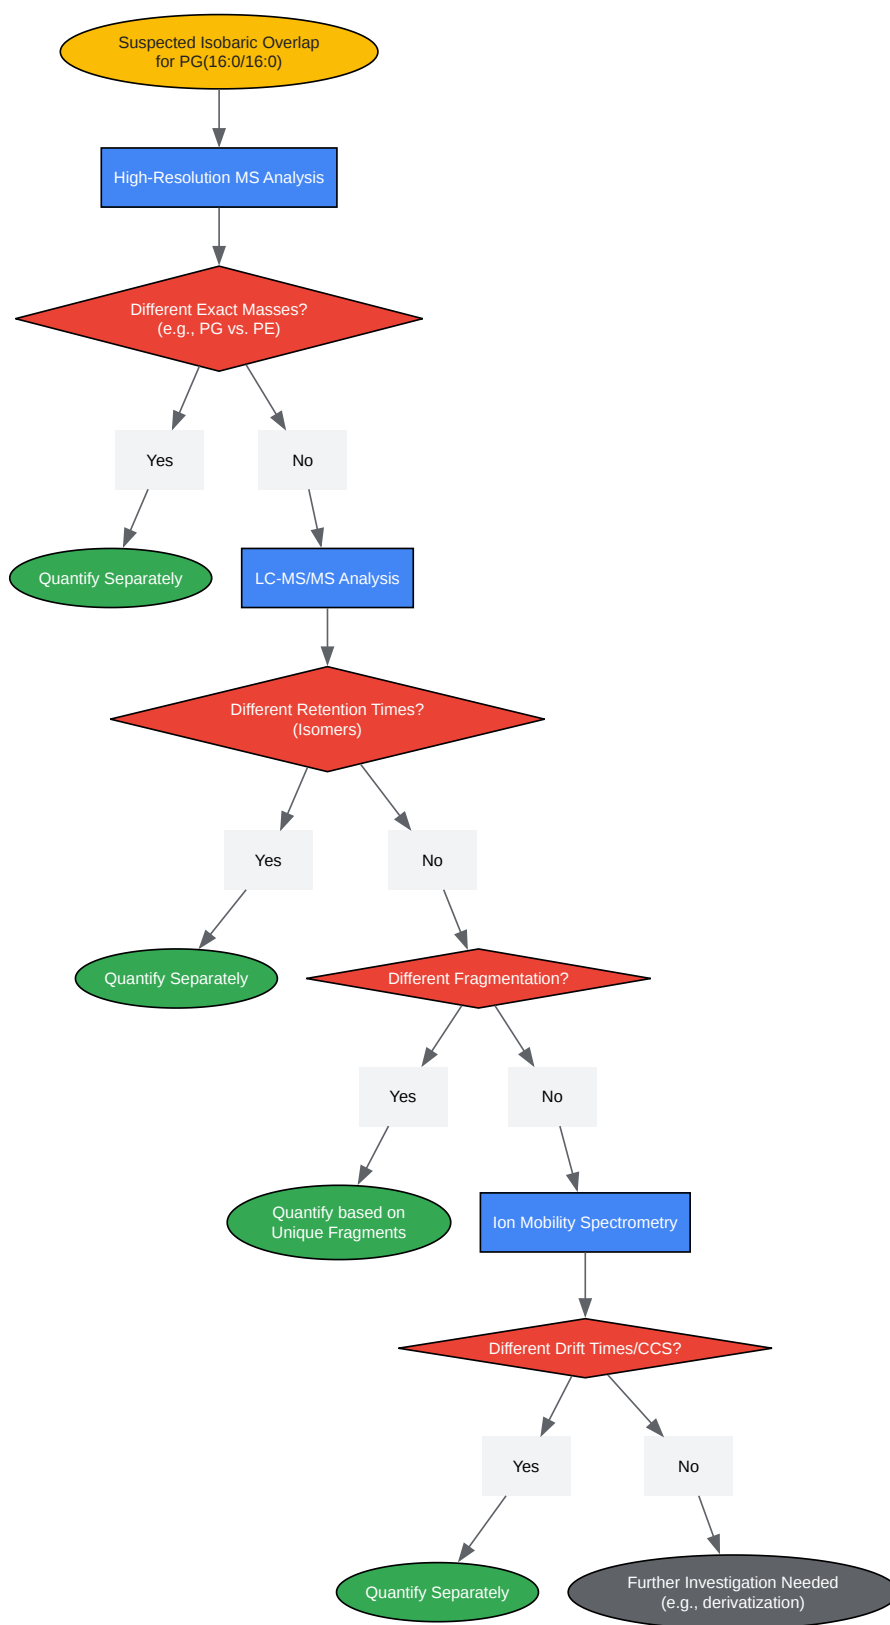 Suspected Isobaric Overlap
for PG(16:0/16:0)
High-Resolution MS Analysis
Different Exact Masses?
(e.g., PG vs. PE)
Yes
No
Quantify Separately
LC-MS/MS Analysis
Different Retention Times?
(Isomers)
Yes
No
Quantify Separately
Different Fragmentation?
Yes
No
Quantify based on
Unique Fragments
Ion Mobility Spectrometry
Different Drift Times/CCS?
Yes
No
Quantify Separately
Further Investigation Needed
(e.g., derivatization)